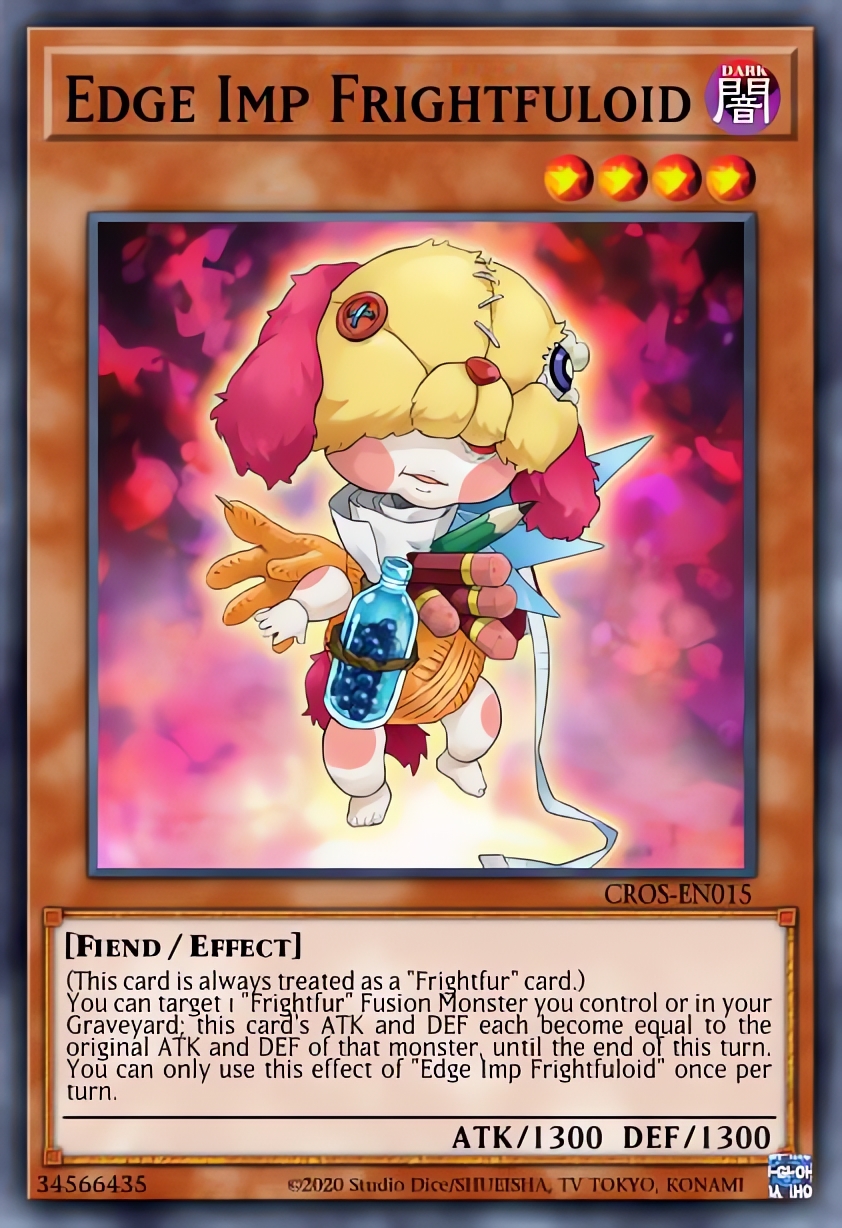 Edge Imp Frightfuloid
DARK
闇
CROS-EN015
[Fiend / Effect]
(This card is always treated as a "Frightfur" card.)
You can target 1 "Frightfur" Fusion Monster you control or in your
Graveyard; this card's ATK and DEF each become equal to the
original ATK and DEF of that monster, until the end of this turn.
You can only use this effect of "Edge Imp Frightfuloid" once per
turn.
ATK/1300 DEF/1300
34566435
©2020 Studio Dice/SHUEISHA, TV TOKYO, KONAMI